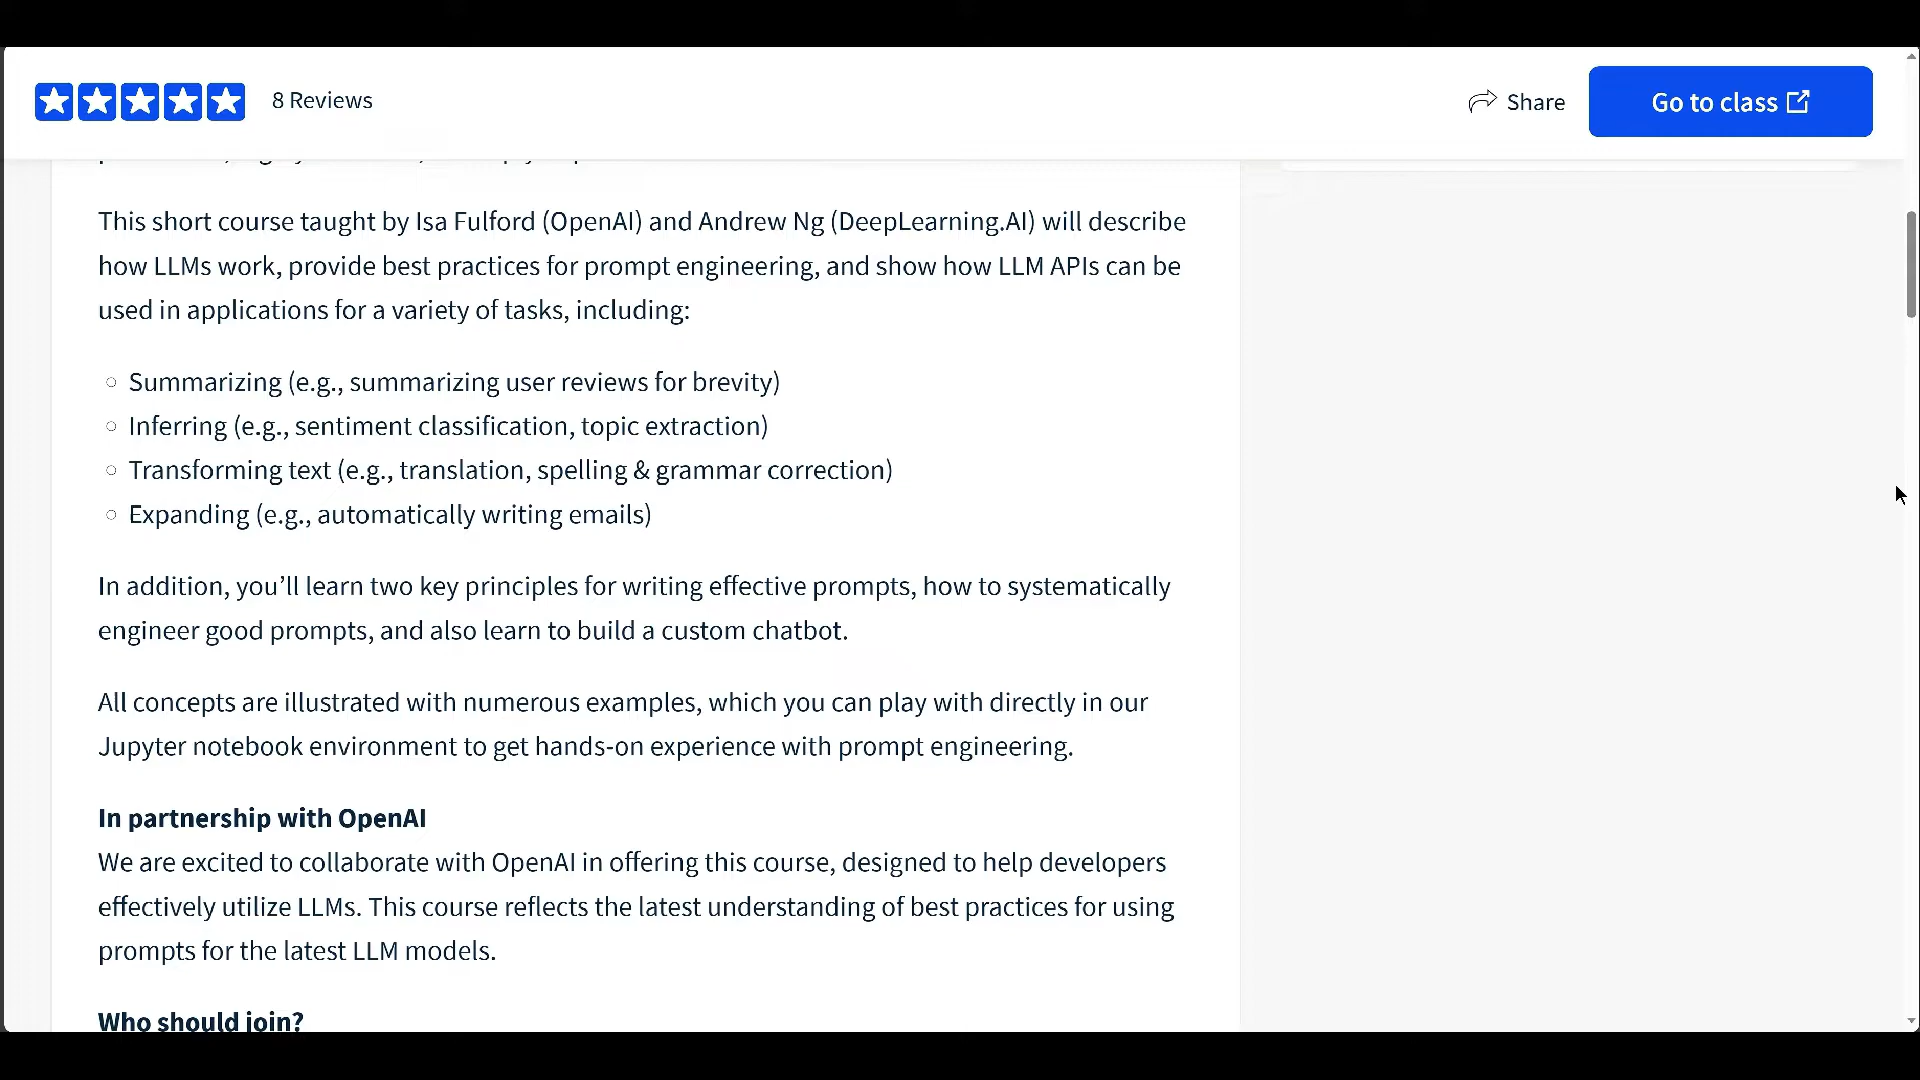 8 Reviews
Share
Go to class
This short course taught by Isa Fulford (OpenAI) and Andrew Ng (DeepLearning.AI) will describe
how LLMs work, provide best practices for prompt engineering, and show how LLM APIs can be
used in applications for a variety of tasks, including:
Summarizing (e.g., summarizing user reviews for brevity)
Inferring (e.g., sentiment classification, topic extraction)
Transforming text (e.g., translation, spelling & grammar correction)
Expanding (e.g., automatically writing emails)
In addition, you’ll learn two key principles for writing effective prompts, how to systematically
engineer good prompts, and also learn to build a custom chatbot.
All concepts are illustrated with numerous examples, which you can play with directly in our
Jupyter notebook environment to get hands-on experience with prompt engineering.
In partnership with OpenAI
We are excited to collaborate with OpenAI in offering this course, designed to help developers
effectively utilize LLMs. This course reflects the latest understanding of best practices for using
prompts for the latest LLM models.
Who should join?